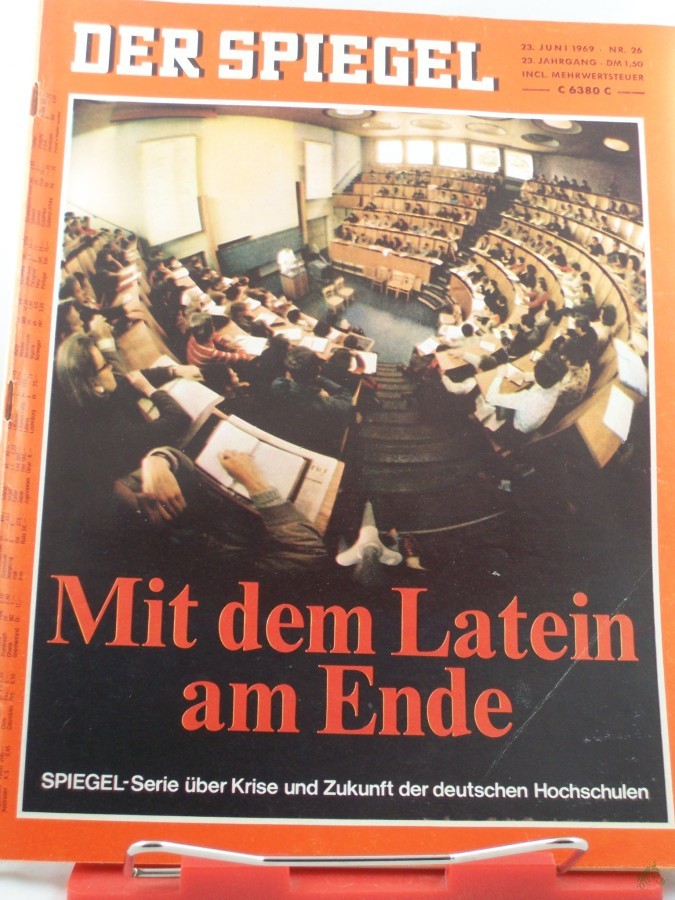 DER SPIEGEL
23. JUNI 1969 · NR. 26
23. JAHRGANG · DM 1,50
INCL. MEHRWERTSTEUER
C 6380 C
Mit dem Latein
am Ende
SPIEGEL-Serie über Krise und Zukunft der deutschen Hochschulen